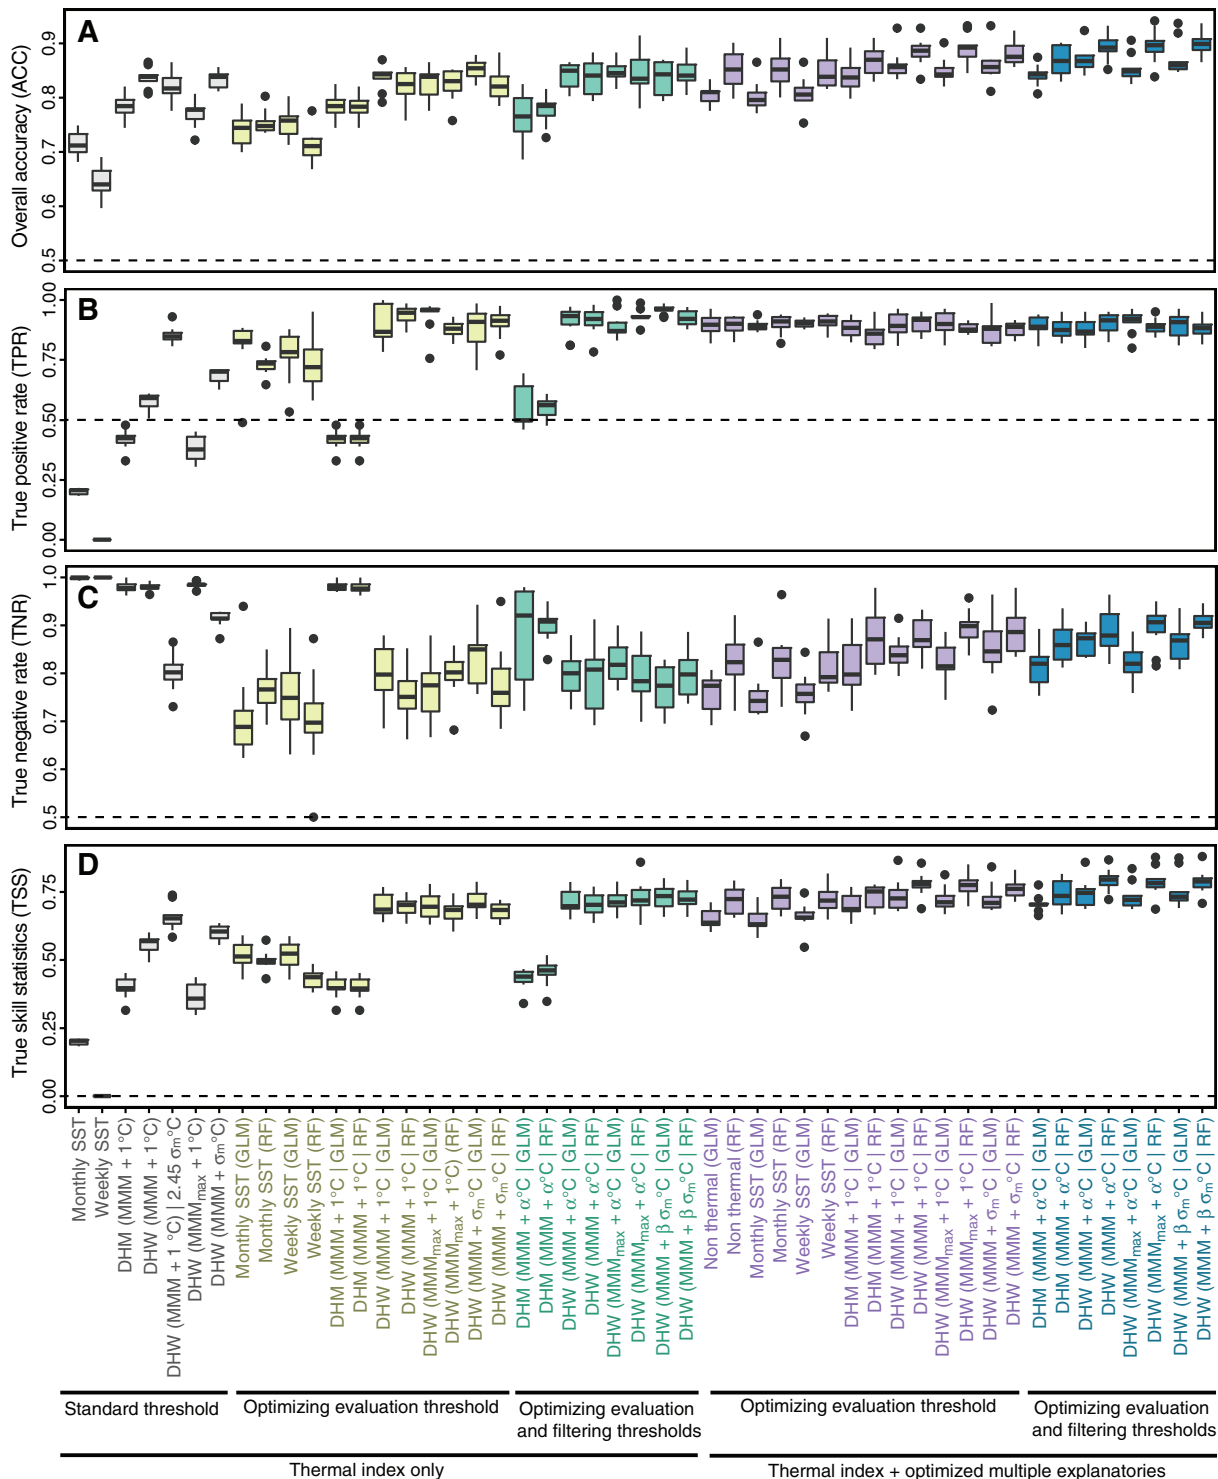 A
Overall accuracy (ACC)
0.9
0.8
0.7
0.6
0.5
B
True positive rate (TPR)
1.00
0.75
0.50
0.25
0.00
C
True negative rate (TNR)
1.0
0.9
0.8
0.7
0.6
0.5
D
True skill statistics (TSS)
0.75
0.50
0.25
0.00
Monthly SST
Weekly SST
DHM (MMM + 1°C)
DHW (MMM + 1°C)
DHW (MMM + 1 °C) | 2.45 σm°C
DHW (MMMmax + 1°C)
DHW (MMM + σm°C)
Monthly SST (GLM)
Monthly SST (RF)
Weekly SST (GLM)
Weekly SST (RF)
DHM (MMM + 1°C | GLM)
DHM (MMM + 1°C | RF)
DHW (MMM + 1°C | GLM)
DHW (MMM + 1°C | RF)
DHW (MMMmax + 1°C | GLM)
DHW (MMMmax + 1°C) (RF)
DHW (MMM + σm°C | GLM)
DHW (MMM + σm°C | RF)
DHM (MMM + α°C | GLM)
DHM (MMM + α°C | RF)
DHW (MMM + α°C | GLM)
DHW (MMM + α°C | RF)
DHW (MMMmax + α°C | GLM)
DHW (MMMmax + α°C | RF)
DHW (MMM + β σm°C | GLM)
DHW (MMM + β σm°C | RF)
Non thermal (GLM)
Non thermal (RF)
Monthly SST (GLM)
Monthly SST (RF)
Weekly SST (GLM)
Weekly SST (RF)
DHM (MMM + 1°C | GLM)
DHM (MMM + 1°C | RF)
DHW (MMM + 1°C | GLM)
DHW (MMM + 1°C | RF)
DHW (MMMmax + 1°C | GLM)
DHW (MMMmax + 1°C | RF)
DHW (MMM + σm°C | GLM)
DHW (MMM + σm°C | RF)
DHM (MMM + α°C | GLM)
DHM (MMM + α°C | RF)
DHW (MMM + α°C | GLM)
DHW (MMM + α°C | RF)
DHW (MMMmax + α°C | GLM)
DHW (MMMmax + α°C | RF)
DHW (MMM + β σm°C | GLM)
DHW (MMM + β σm°C | RF)
Standard threshold
Optimizing evaluation threshold
Optimizing evaluation
and filtering thresholds
Optimizing evaluation threshold
Optimizing evaluation
and filtering thresholds
Thermal index only
Thermal index + optimized multiple explanatories